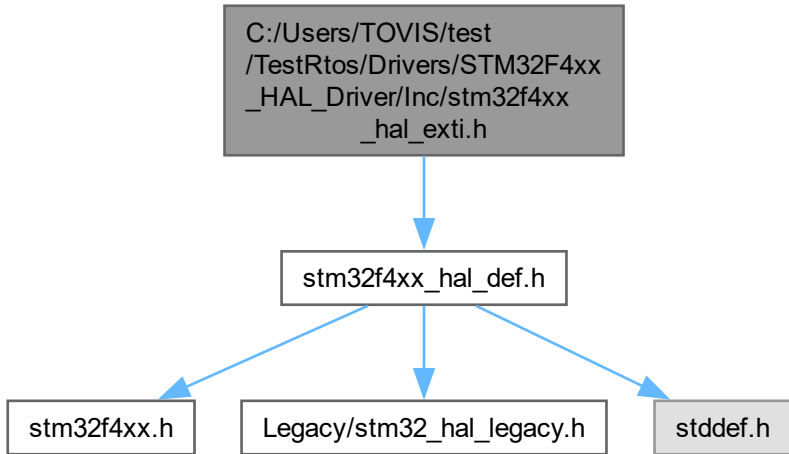 C:/Users/TOVIS/test
/TestRtos/Drivers/STM32F4xx
_HAL_Driver/Inc/stm32f4xx
_hal_exti.h
stm32f4xx_hal_def.h
stm32f4xx.h
Legacy/stm32_hal_legacy.h
stddef.h